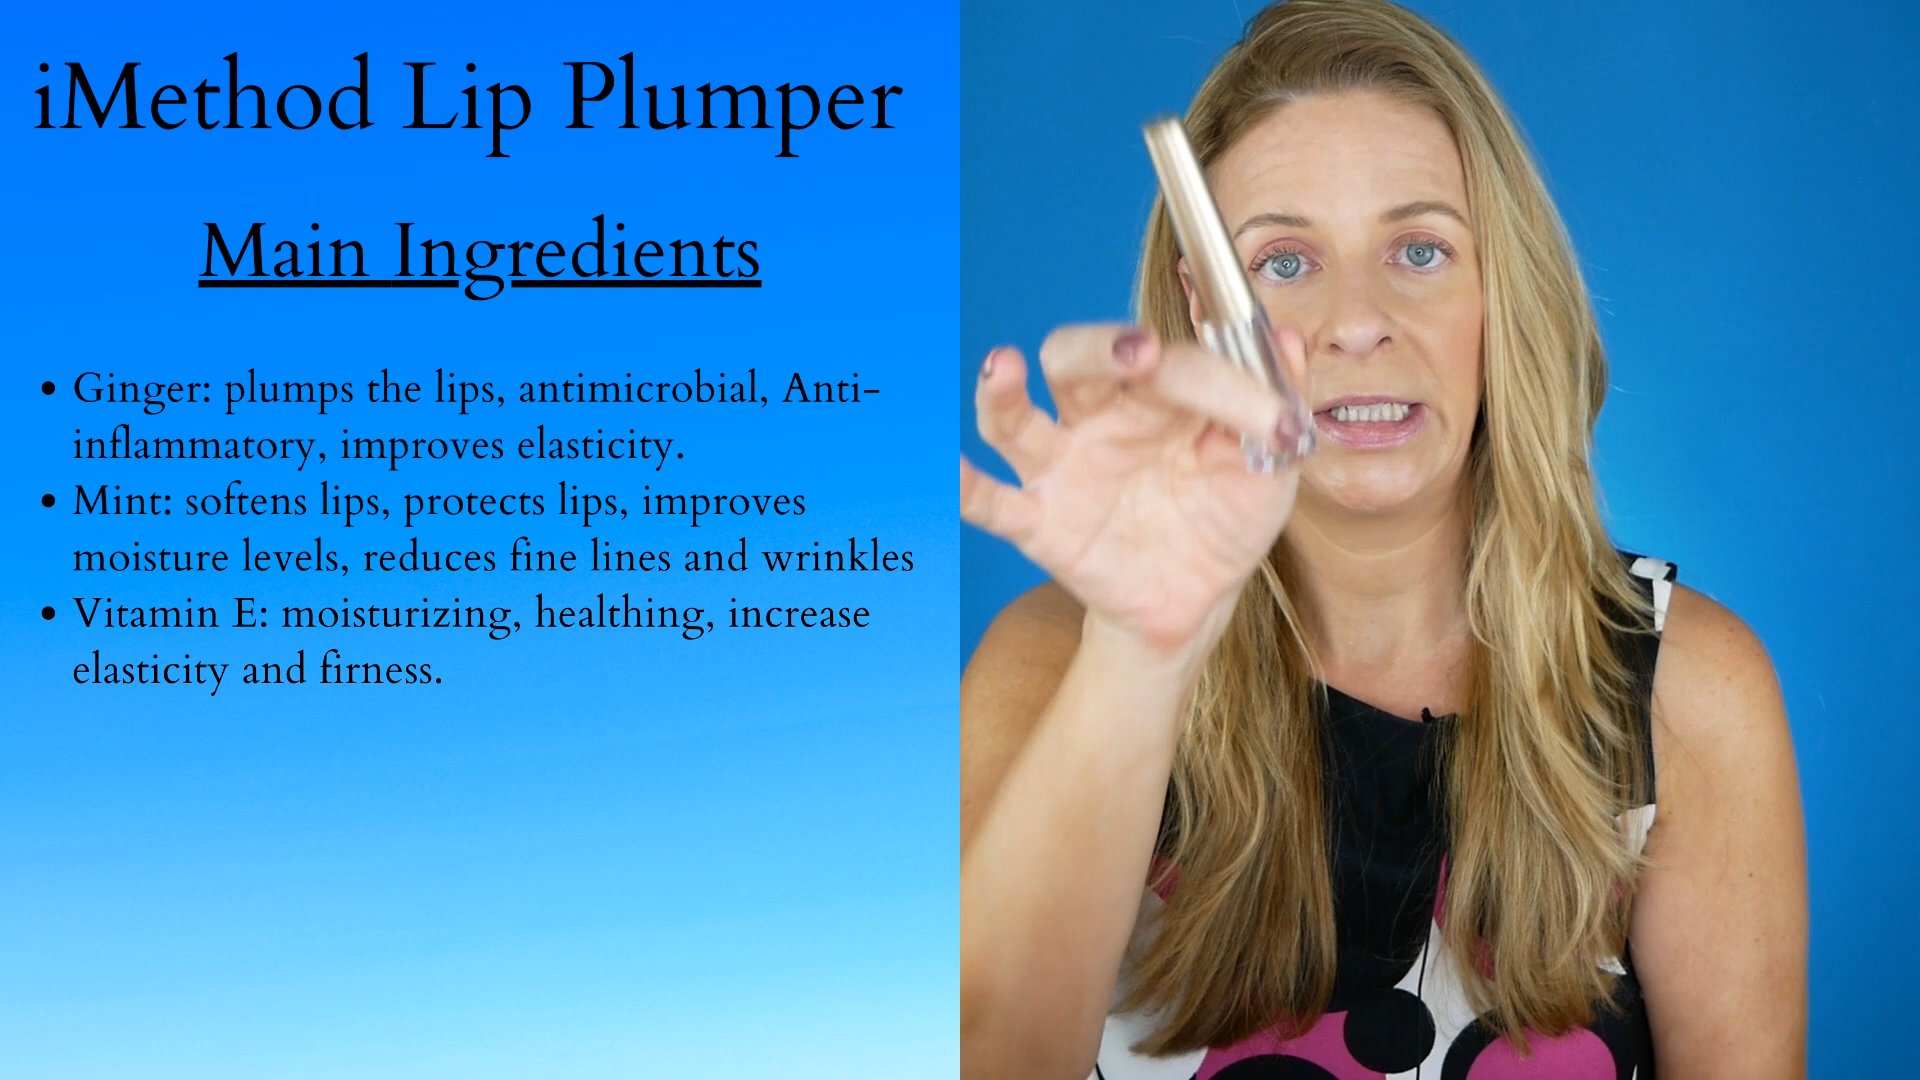 iMethod Lip Plumper
Main Ingredients
• Ginger: plumps the lips, antimicrobial, Anti-
inflammatory, improves elasticity.
• Mint: softens lips, protects lips, improves
moisture levels, reduces fine lines and wrinkles
• Vitamin E: moisturizing, healthing, increase
elasticity and firness.